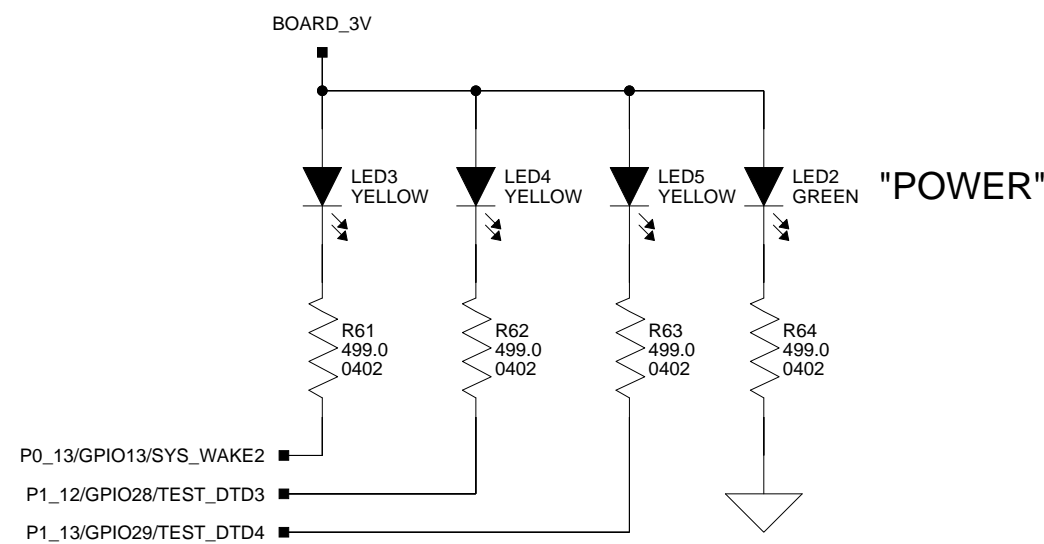 BOARD_3V
LED3
YELLOW
LED4
YELLOW
LED5
YELLOW
LED2
GREEN
"POWER"
R61
499.0
0402
R62
499.0
0402
R63
499.0
0402
R64
499.0
0402
P0_13/GPIO13/SYS_WAKE2
P1_12/GPIO28/TEST_DTD3
P1_13/GPIO29/TEST_DTD4